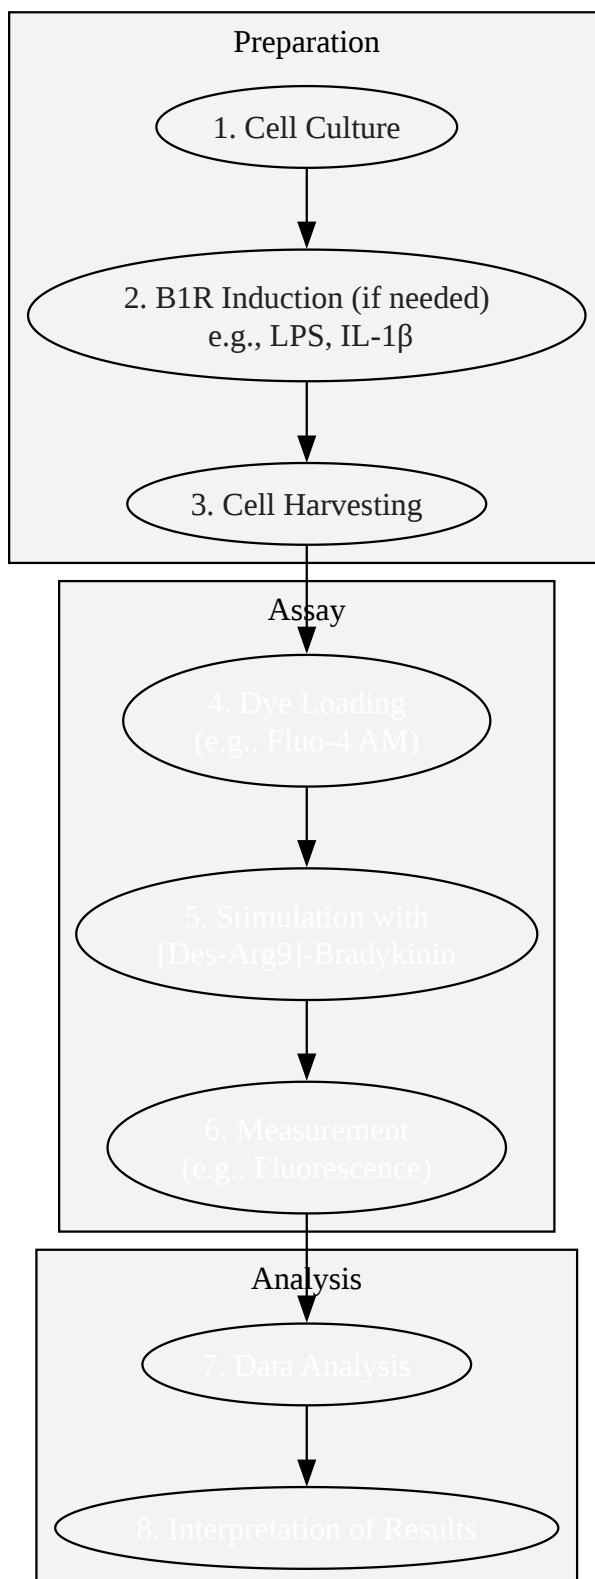 Preparation
1. Cell Culture
2. B1R Induction (if needed)
e.g., LPS, IL-1β
3. Cell Harvesting
Assay
4. Dye Loading
(e.g., Fluo-4 AM)
5. Stimulation with
[Des-Arg9]-Bradykinin
6. Measurement
(e.g., Fluorescence)
Analysis
7. Data Analysis
8. Interpretation of Results